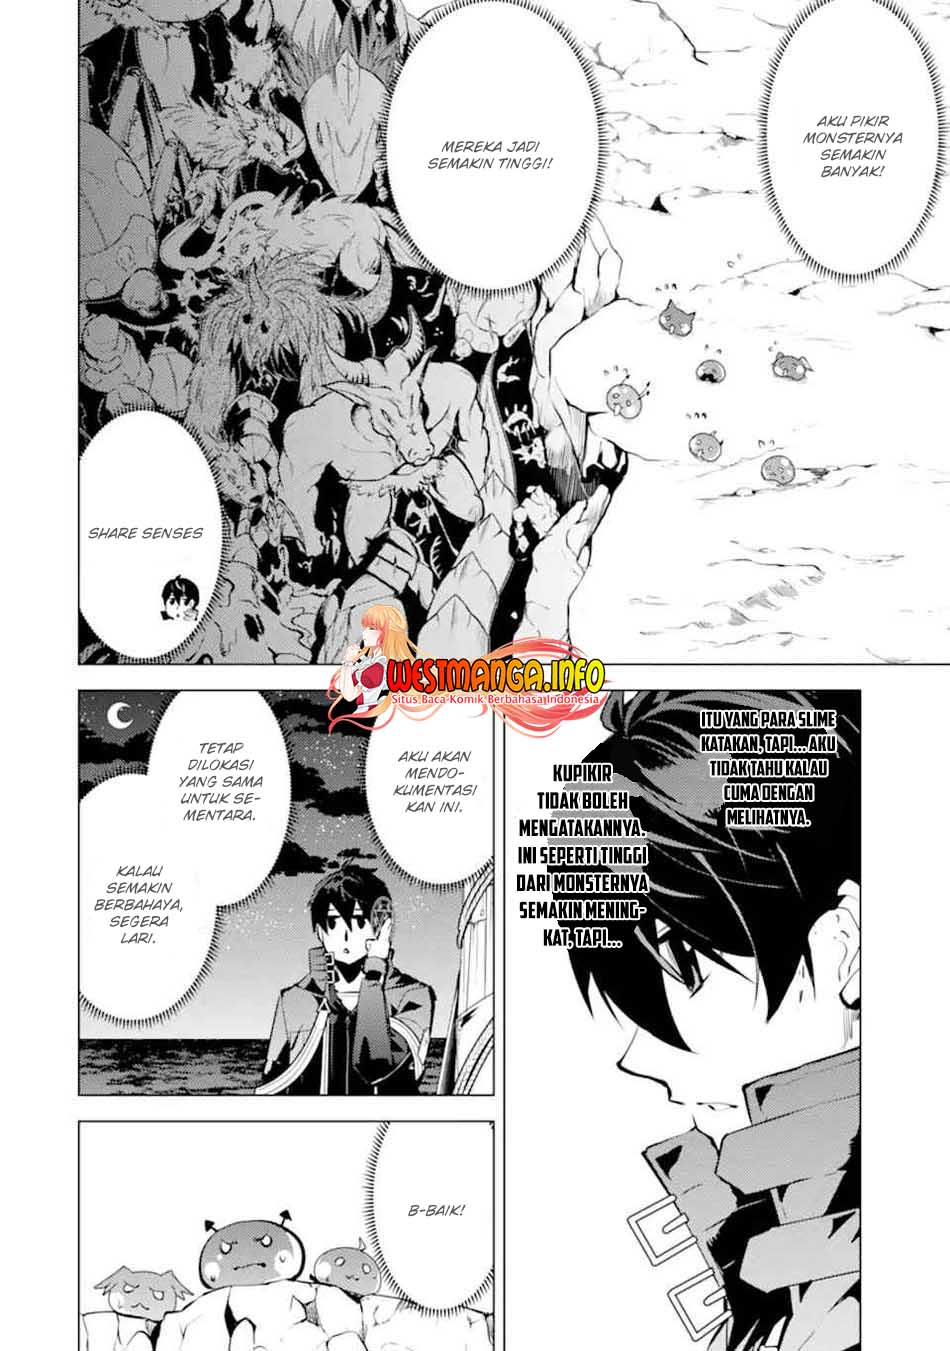 AKU PIKIR
MONSTERNYA
SEMAKIN
BANYAK!
MEREKA JADI
SEMAKIN TINGGI!
SHARE SENSES
WESTMANGA.INFO
Situs Baca Komik Berbahasa Indonesia
ITU YANG PARA SLIME
KATAKAN, TAPI... AKU
TIDAK TAHU KALAU
CUMA DENGAN
MELIHATNYA.
KUPIKIR
TIDAK BOLEH
MENGATAKANNYA.
INI SEPERTI TINGGI
DARI MONSTERNYA
SEMAKIN MENING-
KAT, TAPI...
AKU AKAN
MENDO-
KUMENTASI
KAN INI.
TETAP
DILOKASI
YANG SAMA
UNTUK SE-
MENTARA.
KALAU
SEMAKIN
BERBAHAYA,
SEGERA
LARI.
B-BAIK!